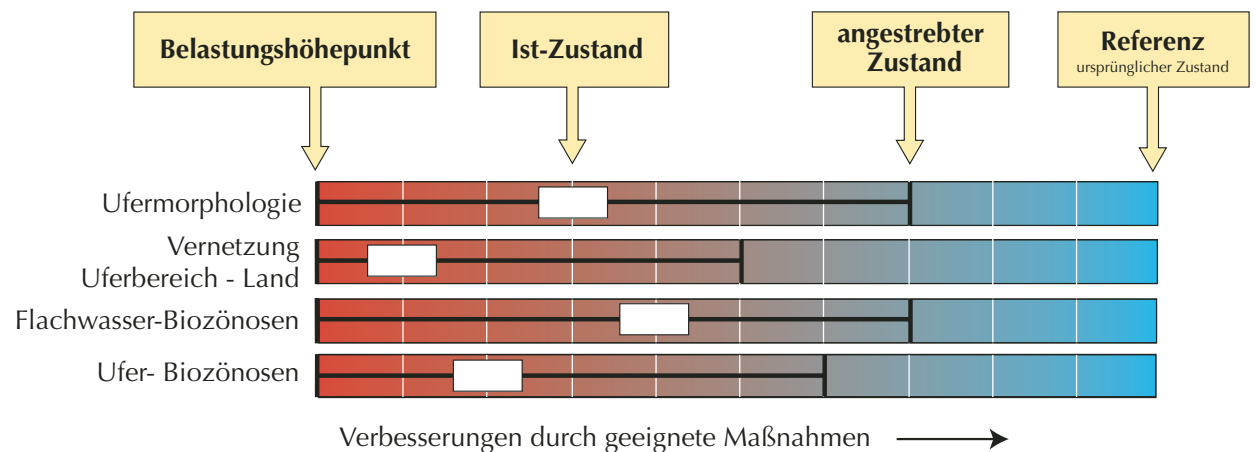 Belastungshöhepunkt
Ist-Zustand
angestrebter
Zustand
Referenz
ursprünglicher Zustand
Ufermorphologie
Vernetzung
Uferbereich - Land
Flachwasser-Biozönosen
Ufer- Biozönosen
Verbesserungen durch geeignete Maßnahmen